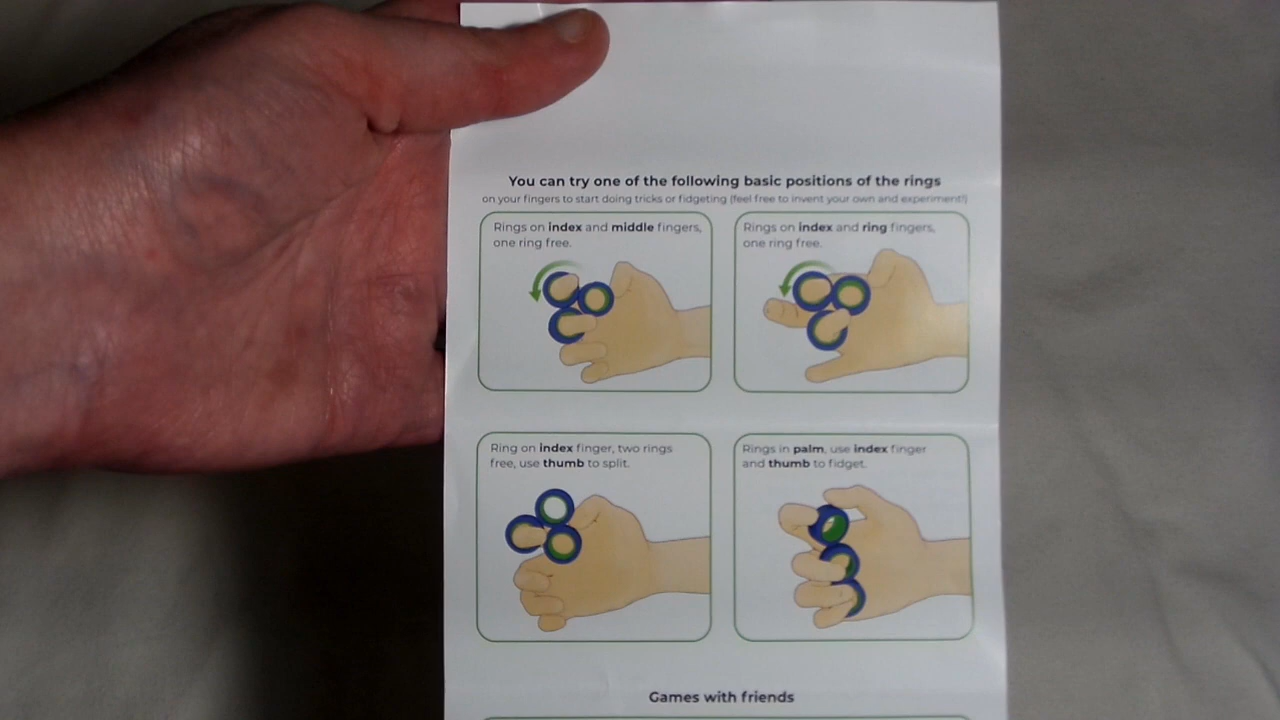 You can try one of the following basic positions of the rings
on your fingers to start doing tricks or fidgeting (feel free to invent your own and experiment!)
Rings on index and middle fingers,
one ring free.
Rings on index and ring fingers,
one ring free.
Ring on index finger, two rings
free, use thumb to split.
Rings in palm, use index finger
and thumb to fidget.
Games with friends